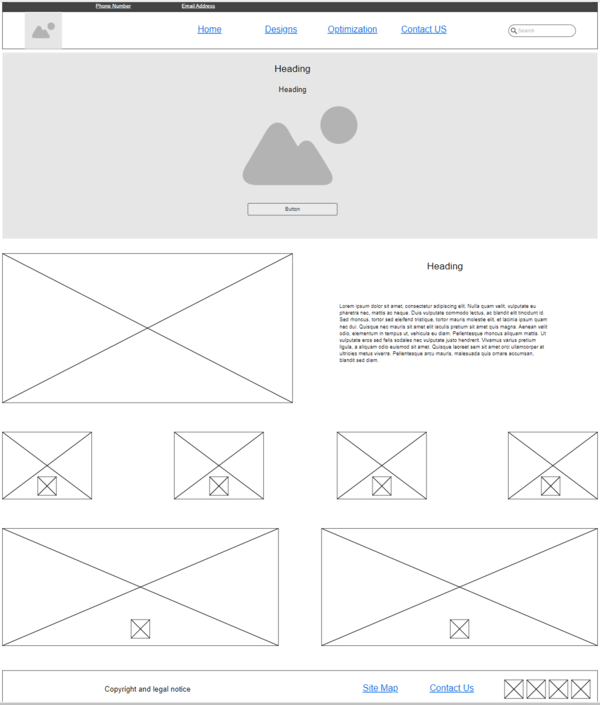 Phone Number
Email Address
Home
Designs
Optimization
Contact US
Search
Heading
Heading
Button
Heading
Lorem ipsum dolor sit amet, consectetur adipiscing elit. Nulla quam velit, vulputate eu
pharetra nec, mattis ac neque. Duis vulputate commodo lectus, ac blandit elit tincidunt id
Sed rhoncus, tortor sed eleifend tristique, tortor mauris molestie elit, et lacinia ipsum quam
nec dui. Quisque nec mauris sit amet elit iaculis pretium sit amet quis magna. Aenean velit
odio, elementum in tempus ut, vehicula eu diam. Pellentesque rhoncus aliquam mattis. Ut
vulputate eros sed felis sodales nec vulputate justo hendrerit. Vivamus varius pretium
ligula, a aliquam odio euismod sit amet. Quisque laoreet sem sit amet orci ullamcorper at
ultricies metus viverra. Pellentesque arcu mauris, malesuada quis ornare accumsan,
blandit sed diam.
Copyright and legal notice
Site Map
Contact Us